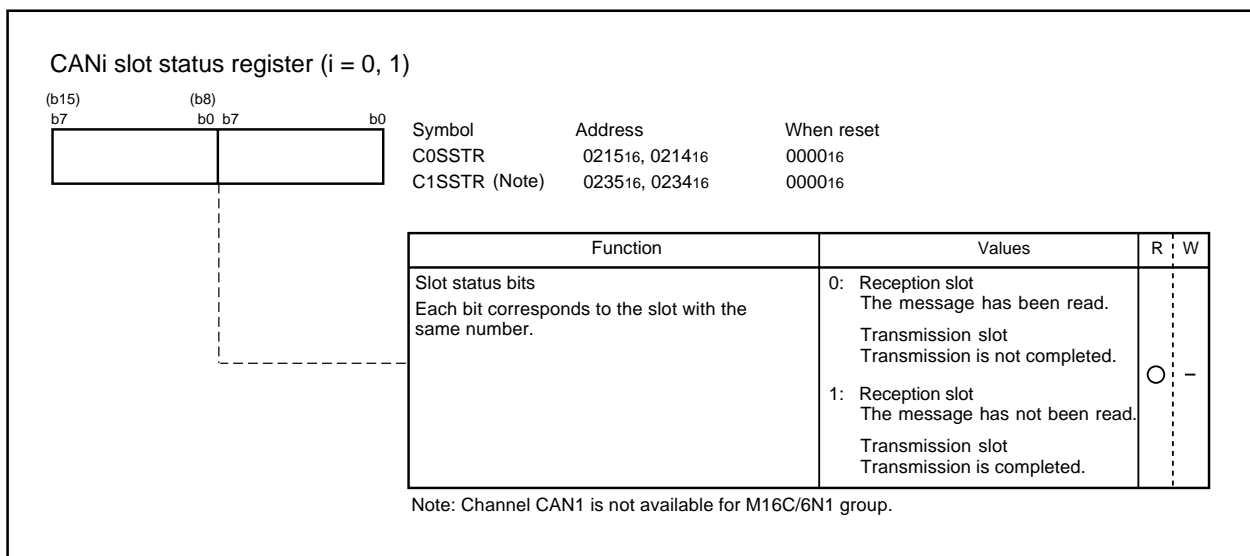 CANi slot status register (i = 0, 1)
(b15) (b8)
b7 b0 b7 b0
Symbol Address When reset
C0SSTR 021516, 021416 000016
C1SSTR (Note) 023516, 023416 000016
Function Values R W
Slot status bits
Each bit corresponds to the slot with the
same number.
0: Reception slot
The message has been read.
Transmission slot
Transmission is not completed.
1: Reception slot
The message has not been read.
Transmission slot
Transmission is completed.
○ –
Note: Channel CAN1 is not available for M16C/6N1 group.